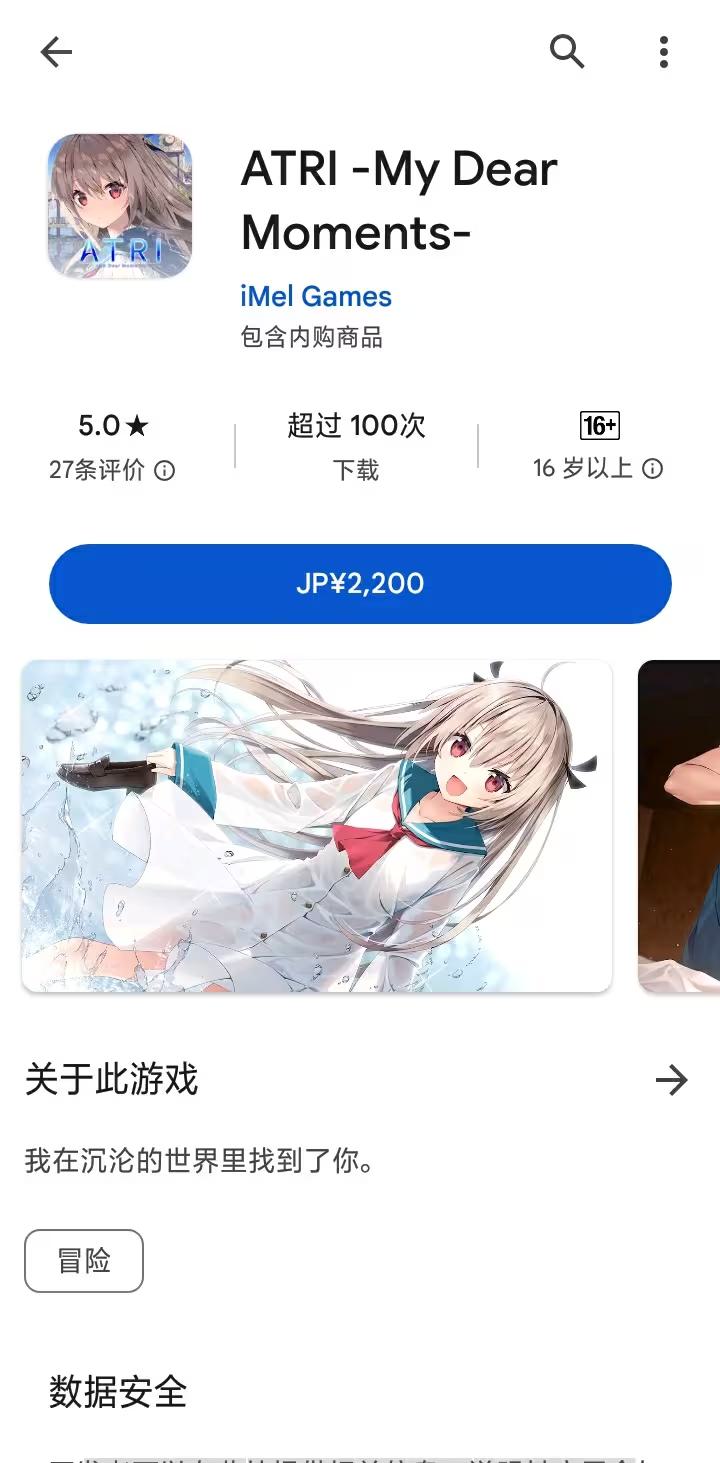 ATRI
ATRI -My Dear
Moments-
iMel Games
包含内购商品
5.0★
27条评价
超过 100次
下载
16+
16 岁以上
JP¥2,200
关于此游戏
我在沉沦的世界里找到了你。
冒险
数据安全